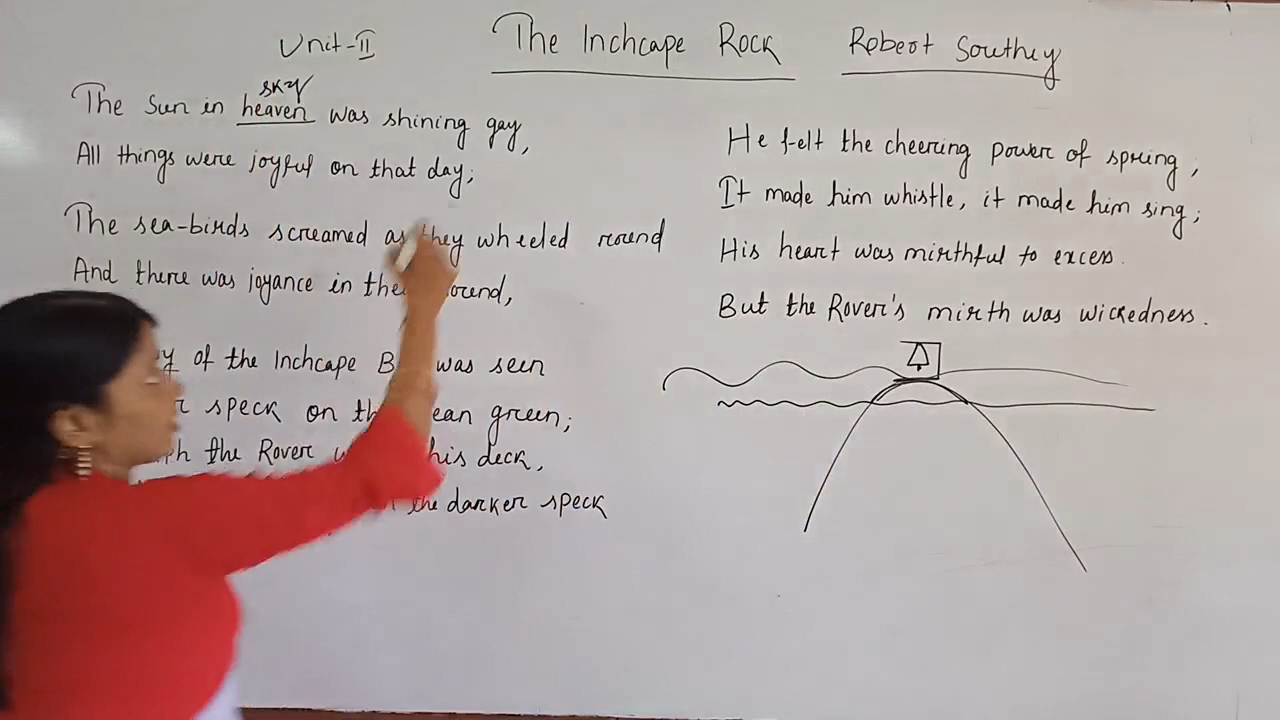 Unit-II
The Inchcape Rock
Robert Southey
sky
The Sun in heaven was shining gay,
All things were joyful on that day;
The sea-birds screamed as they wheeled round
And there was joyance in their sound,
of the Inchcape was seen
speck on the green;
the Rover his deck,
the darker speck
He felt the cheering power of spring,
It made him whistle, it made him sing;
His heart was mirthful to excess.
But the Rover's mirth was wickedness.